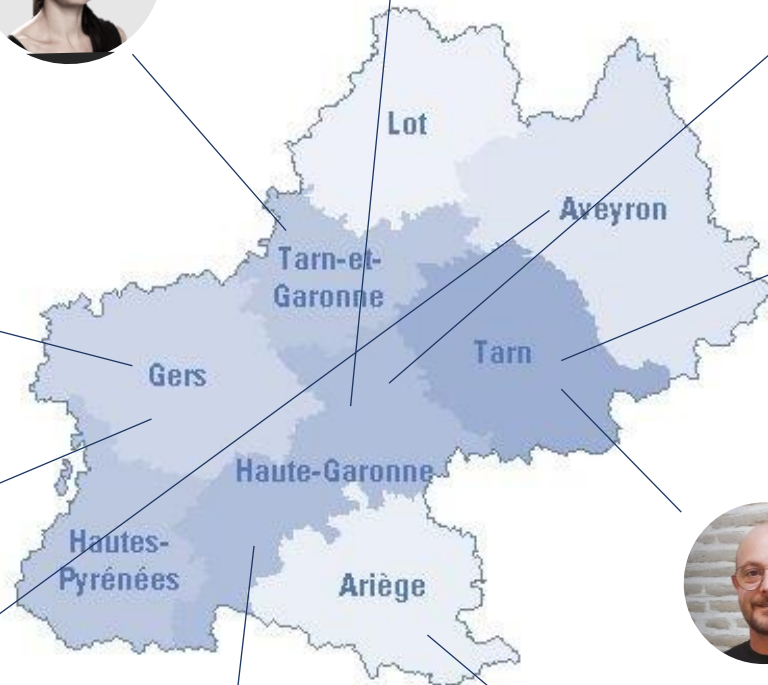 Lot
Aveyron
Tarn-et-
Garonne
Tarn
Gers
Haute-Garonne
Hautes-
Pyrénées
Ariège